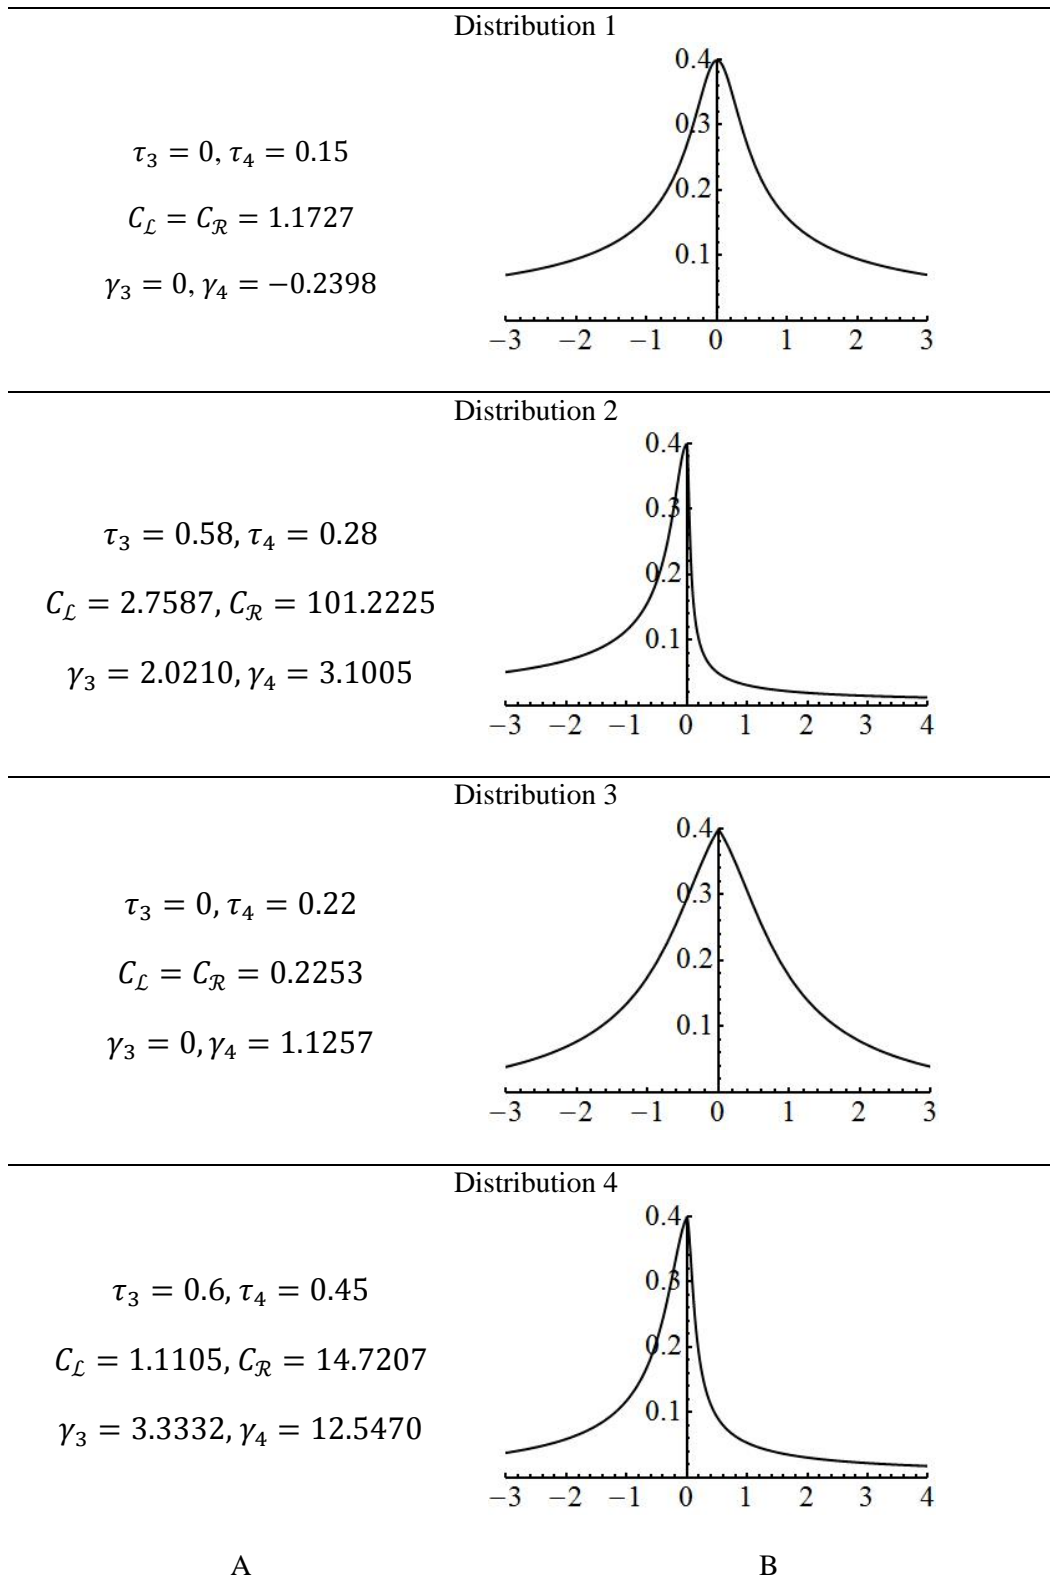 Distribution 1
τ₃ = 0, τ₄ = 0.15
C_ℒ = C_ℛ = 1.1727
γ₃ = 0, γ₄ = −0.2398
0.4
0.3
0.2
0.1
−3 −2 −1 0 1 2 3
Distribution 2
τ₃ = 0.58, τ₄ = 0.28
C_ℒ = 2.7587, C_ℛ = 101.2225
γ₃ = 2.0210, γ₄ = 3.1005
0.4
0.3
0.2
0.1
−3 −2 −1 0 1 2 3 4
Distribution 3
τ₃ = 0, τ₄ = 0.22
C_ℒ = C_ℛ = 0.2253
γ₃ = 0, γ₄ = 1.1257
0.4
0.3
0.2
0.1
−3 −2 −1 0 1 2 3
Distribution 4
τ₃ = 0.6, τ₄ = 0.45
C_ℒ = 1.1105, C_ℛ = 14.7207
γ₃ = 3.3332, γ₄ = 12.5470
0.4
0.3
0.2
0.1
−3 −2 −1 0 1 2 3 4
A B